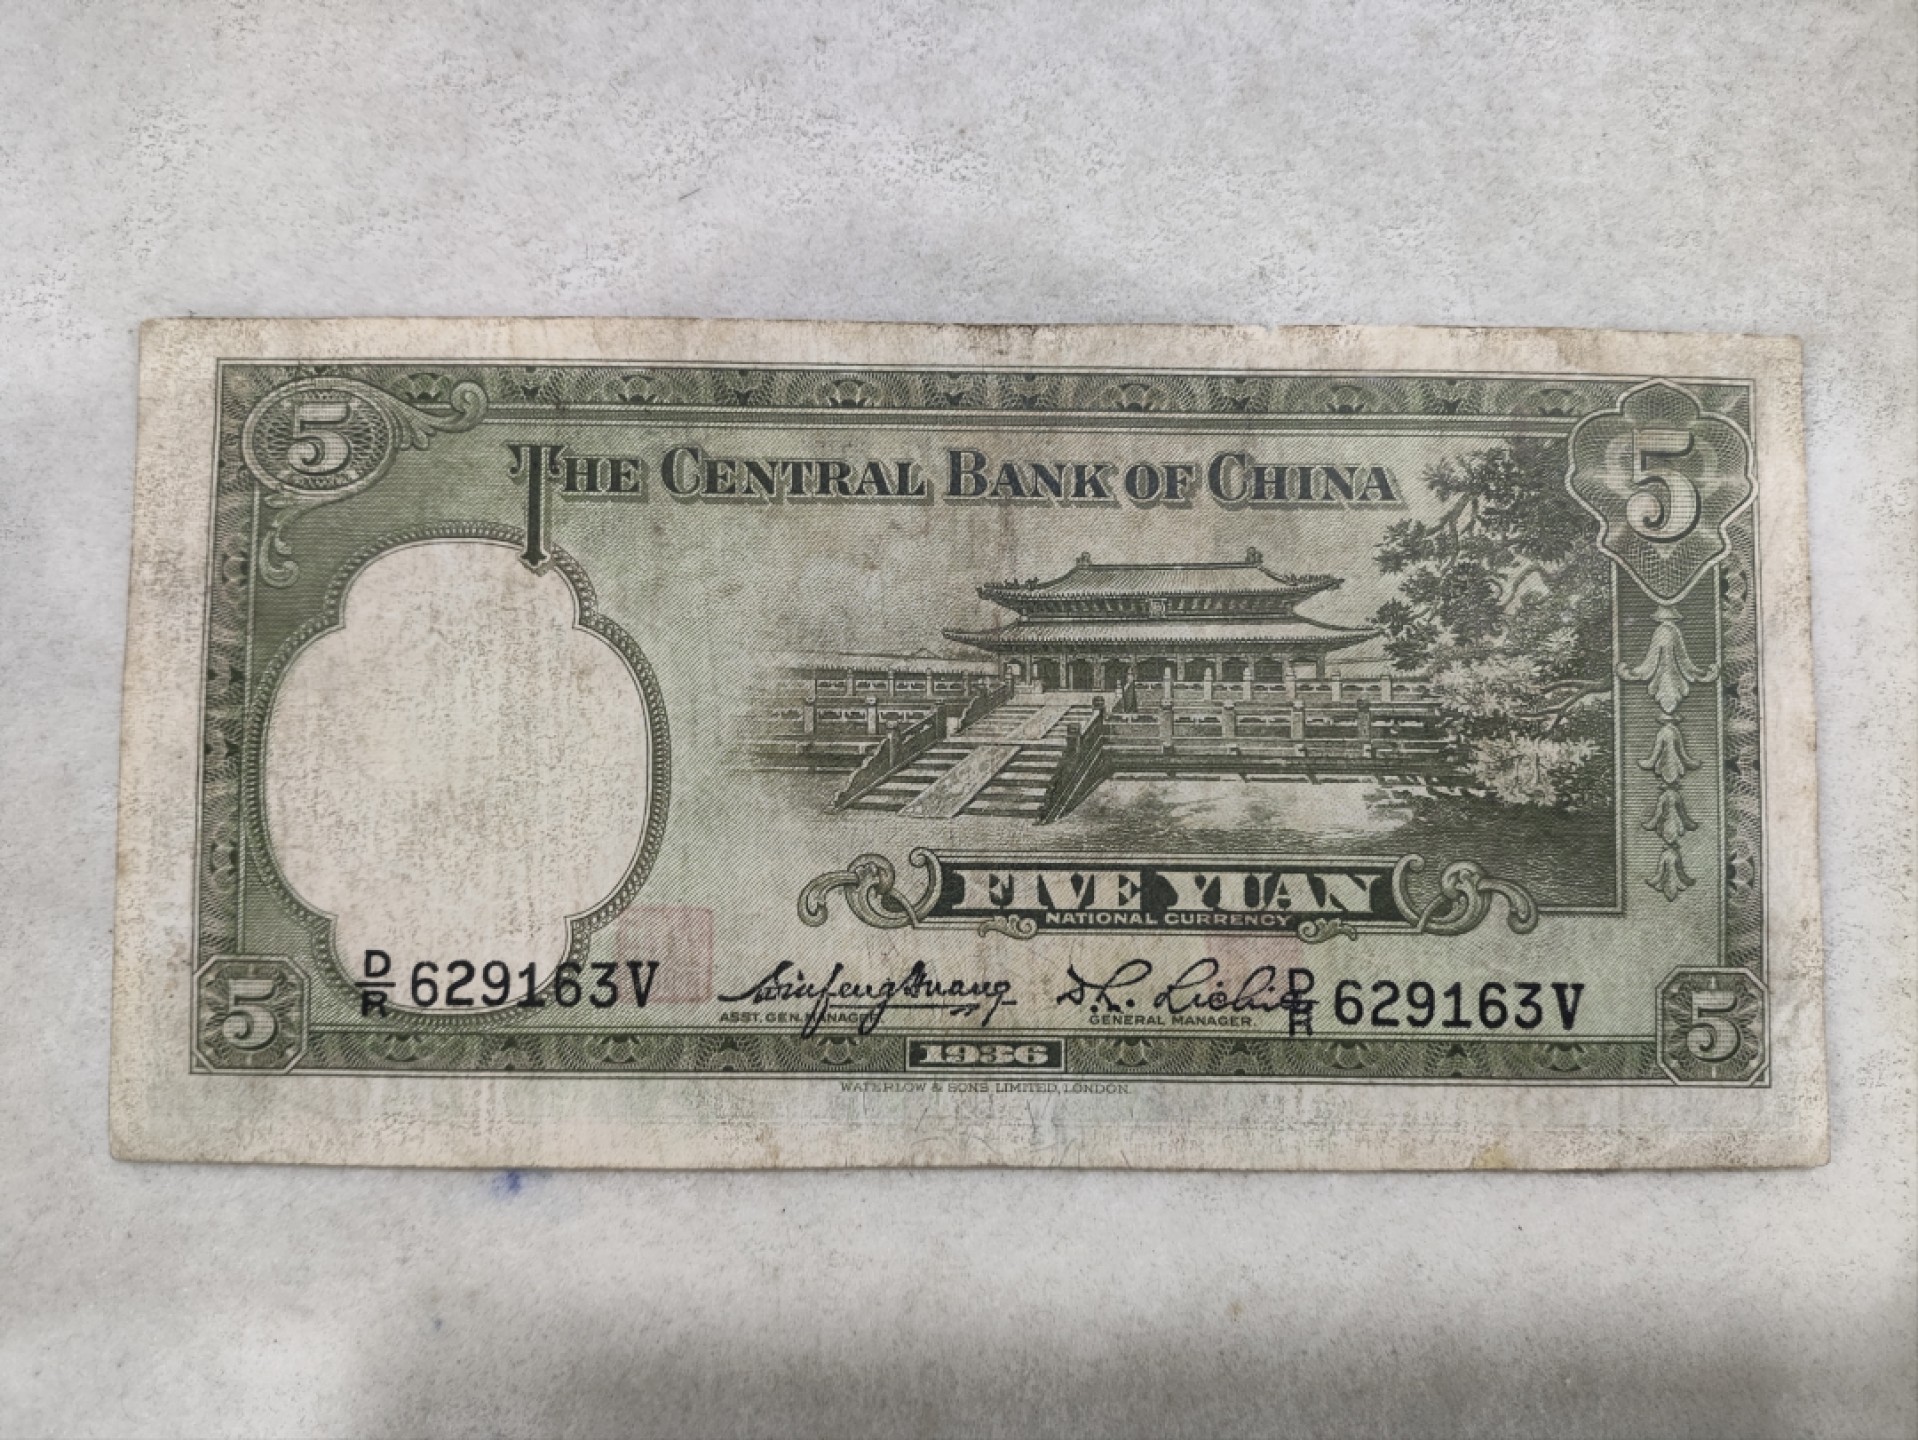 5
5
THE CENTRAL BANK OF CHINA
FIVE YUAN
NATIONAL CURRENCY
D/R 629163V
D/R 629163V
ASST. GEN. MANAGER.
GENERAL MANAGER.
5
5
1936
WATERLOW & SONS LIMITED, LONDON.